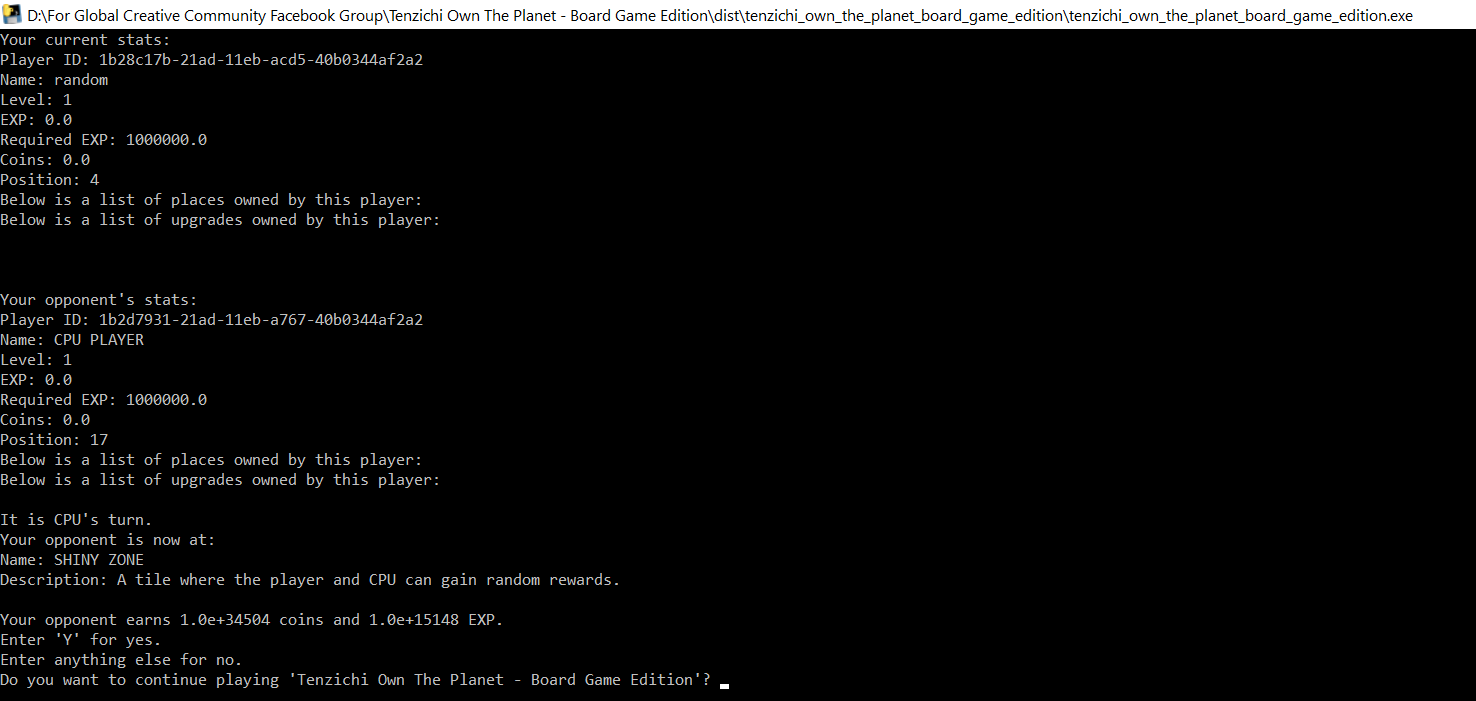 D:\For Global Creative Community Facebook Group\Tenzichi Own The Planet - Board Game Edition\dist\tenzichi_own_the_planet_board_game_edition\tenzichi_own_the_planet_board_game_edition.exe
Your current stats:
Player ID: 1b28c17b-21ad-11eb-acd5-40b0344af2a2
Name: random
Level: 1
EXP: 0.0
Required EXP: 1000000.0
Coins: 0.0
Position: 4
Below is a list of places owned by this player:
Below is a list of upgrades owned by this player:
Your opponent's stats:
Player ID: 1b2d7931-21ad-11eb-a767-40b0344af2a2
Name: CPU PLAYER
Level: 1
EXP: 0.0
Required EXP: 1000000.0
Coins: 0.0
Position: 17
Below is a list of places owned by this player:
Below is a list of upgrades owned by this player:
It is CPU's turn.
Your opponent is now at:
Name: SHINY ZONE
Description: A tile where the player and CPU can gain random rewards.
Your opponent earns 1.0e+34504 coins and 1.0e+15148 EXP.
Enter 'Y' for yes.
Enter anything else for no.
Do you want to continue playing 'Tenzichi Own The Planet - Board Game Edition'?